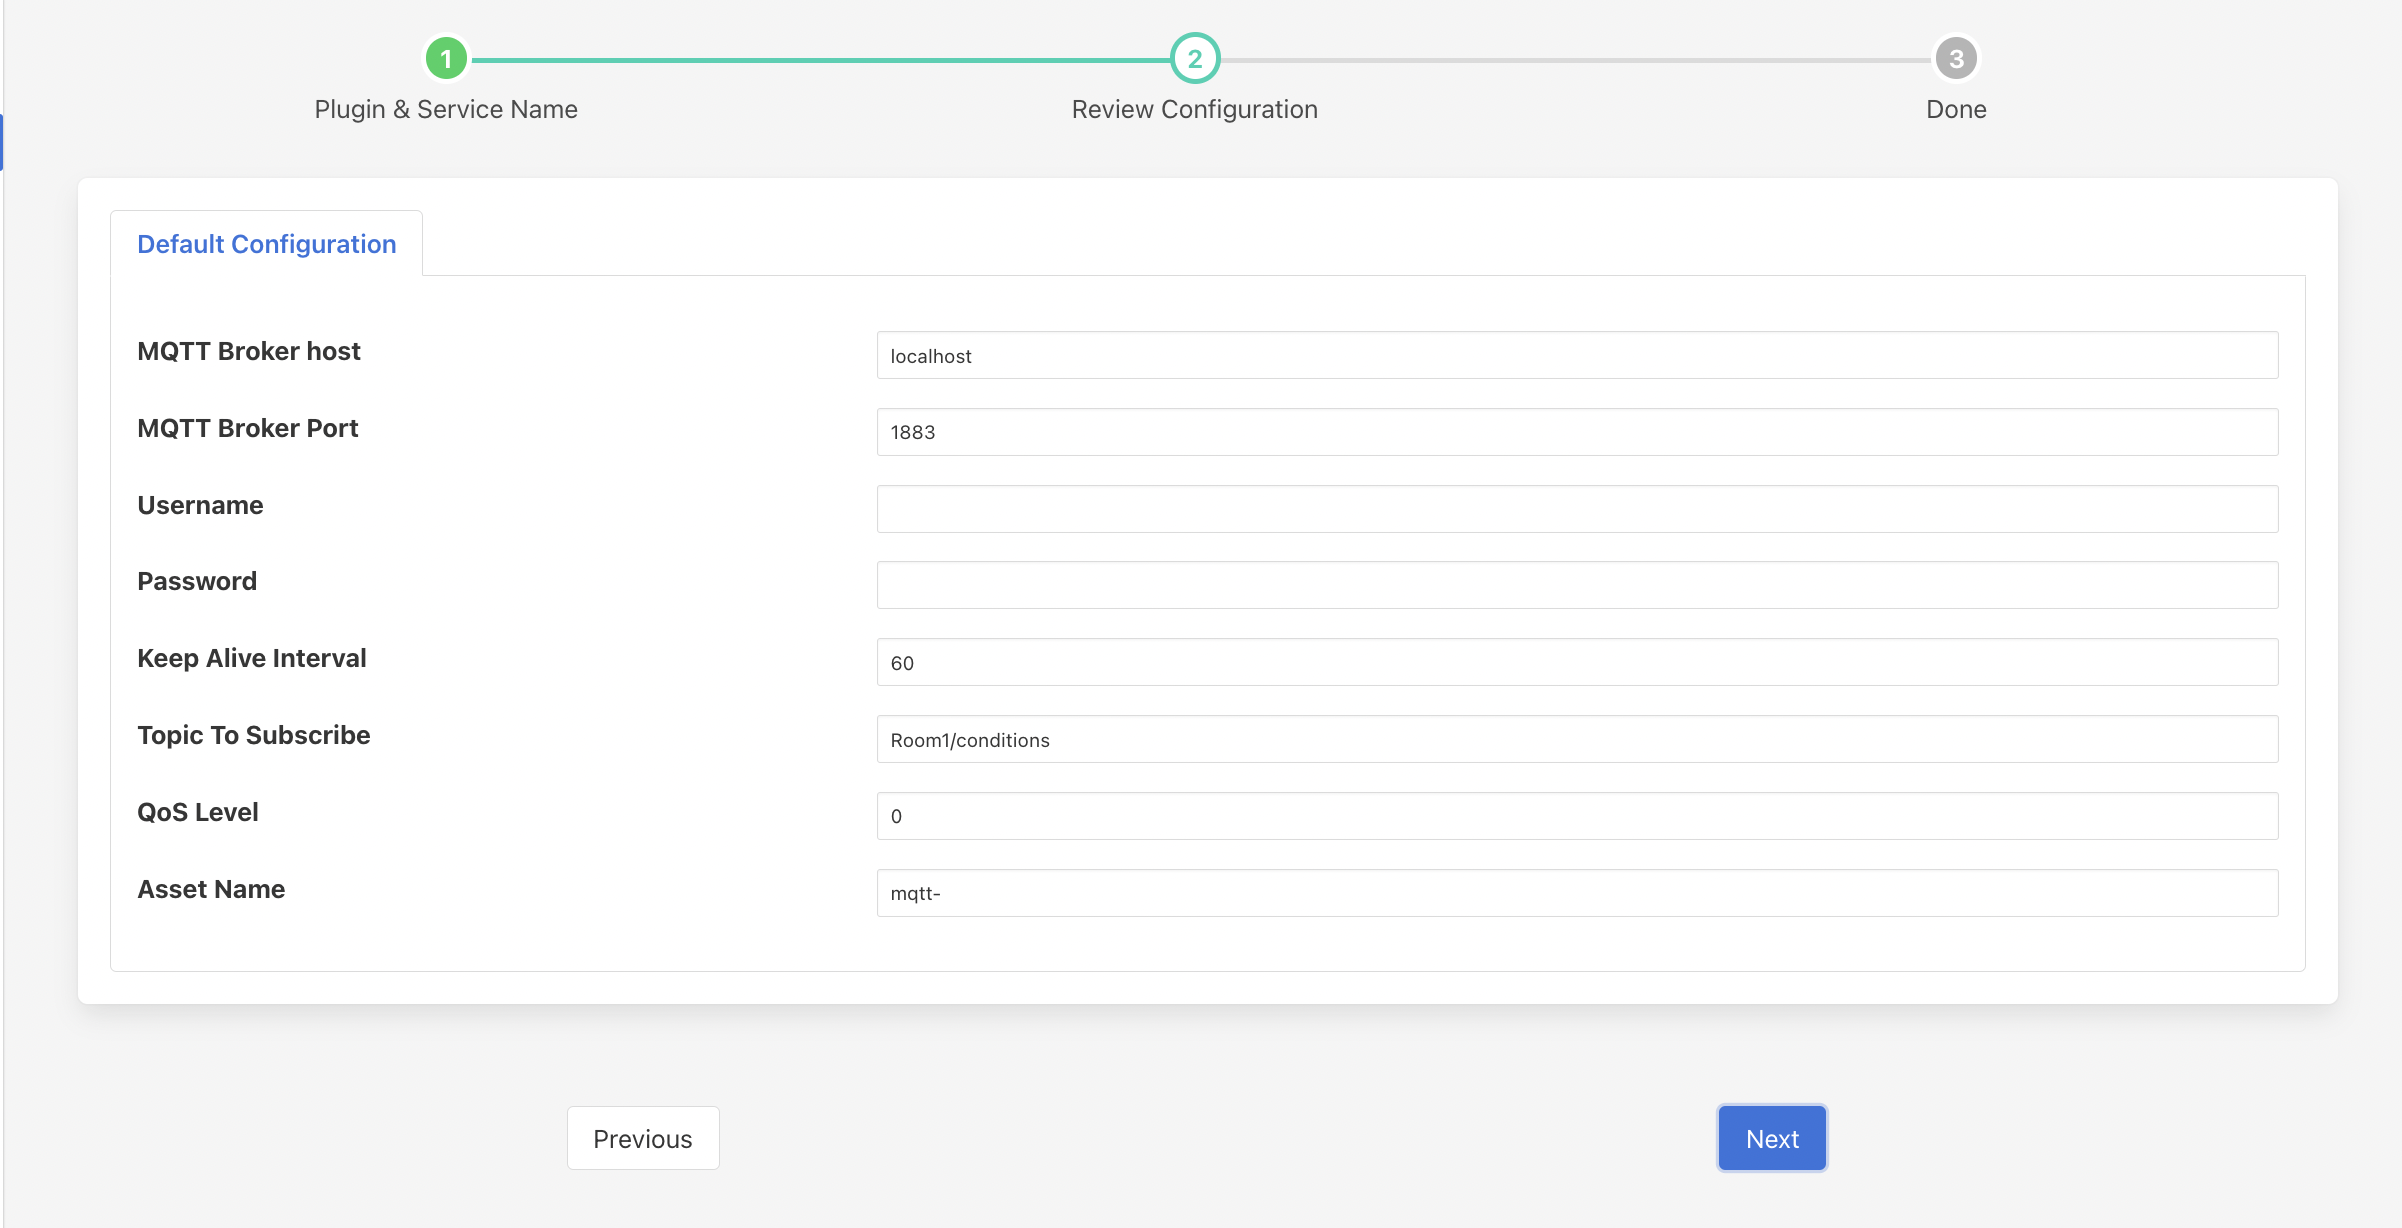 1
2
3
Plugin & Service Name
Review Configuration
Done
Default Configuration
MQTT Broker host
localhost
MQTT Broker Port
1883
Username
Password
Keep Alive Interval
60
Topic To Subscribe
Room1/conditions
QoS Level
0
Asset Name
mqtt-
Previous
Next